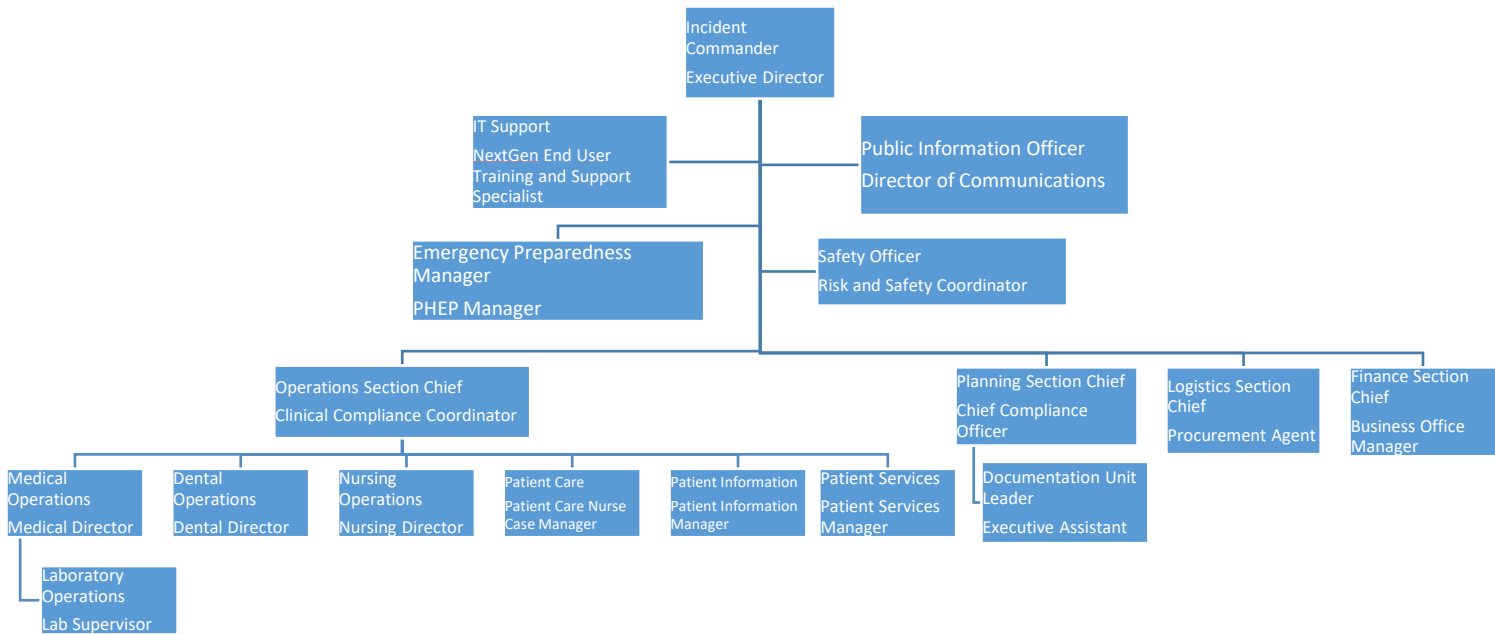 Incident
Commander
Executive Director
IT Support
NextGen End User
Training and Support
Specialist
Public Information Officer
Director of Communications
Emergency Preparedness
Manager
PHEP Manager
Safety Officer
Risk and Safety Coordinator
Operations Section Chief
Clinical Compliance Coordinator
Planning Section Chief
Chief Compliance
Officer
Logistics Section
Chief
Procurement Agent
Finance Section
Chief
Business Office
Manager
Medical
Operations
Medical Director
Dental
Operations
Dental Director
Nursing
Operations
Nursing Director
Patient Care
Patient Care Nurse
Case Manager
Patient Information
Patient Information
Manager
Patient Services
Patient Services
Manager
Documentation Unit
Leader
Executive Assistant
Laboratory
Operations
Lab Supervisor